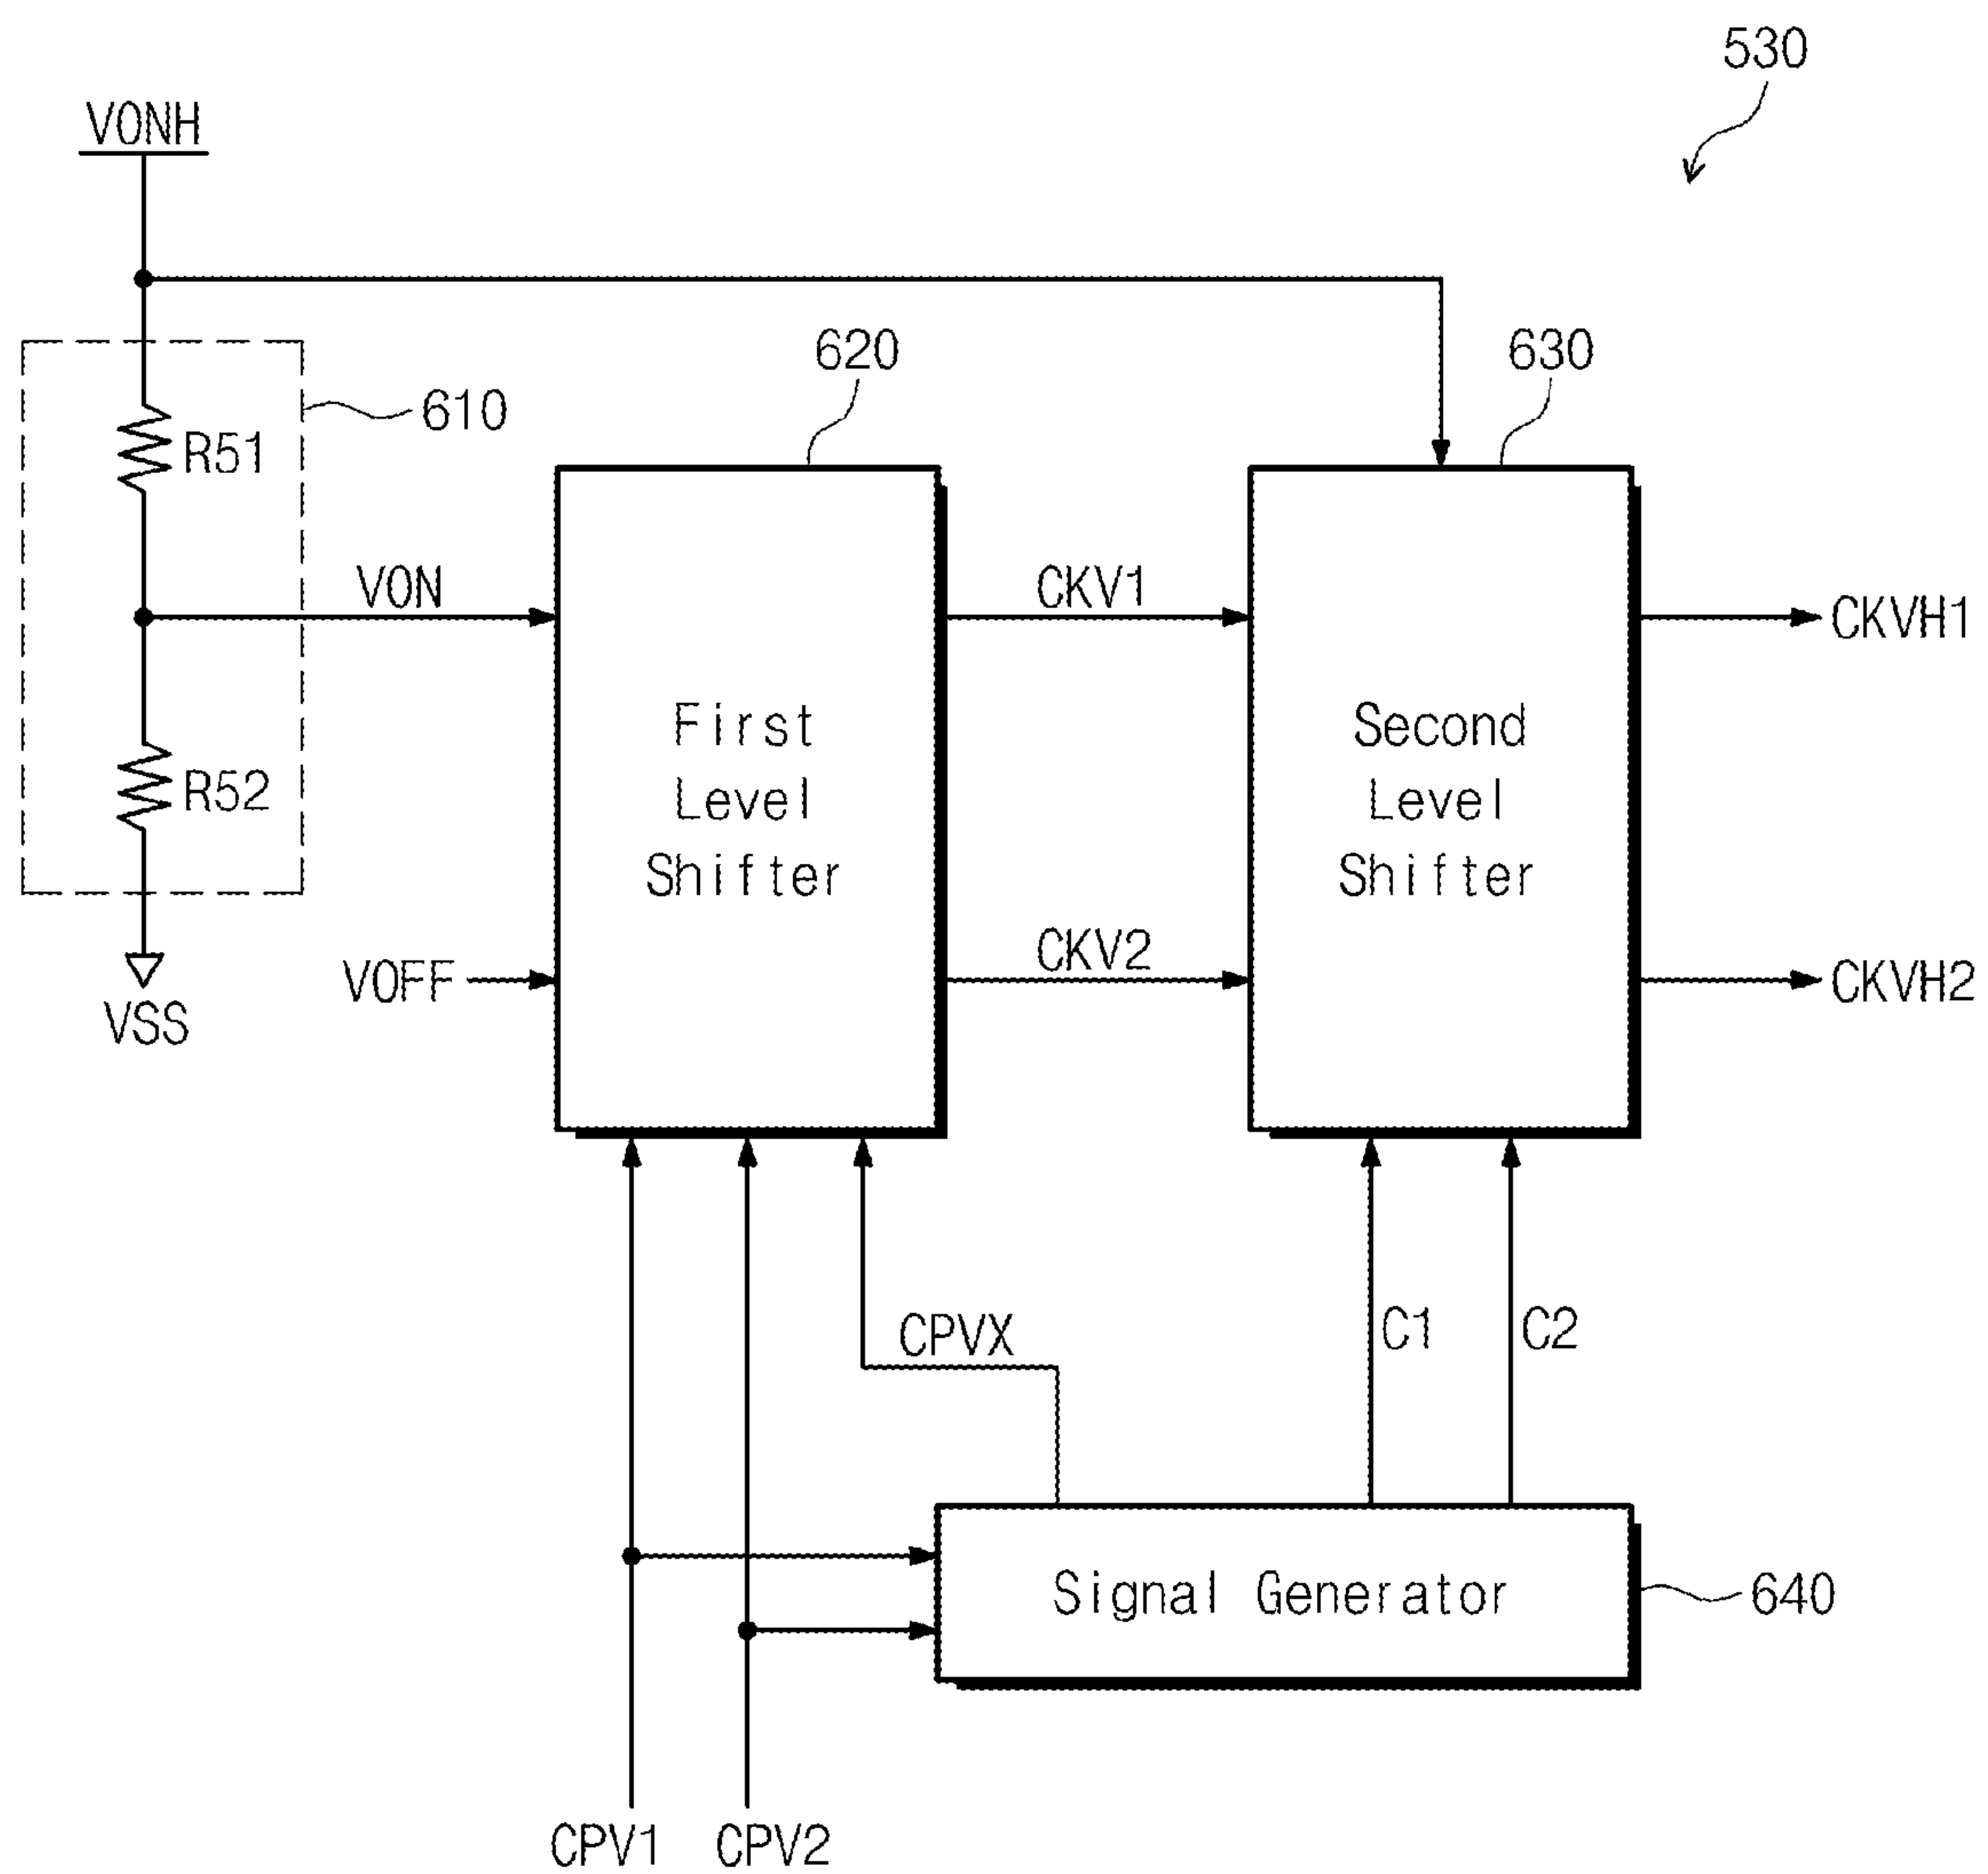 530
VONH
620
630
610
R51
VON
CKV1
CKVH1
First
Level
Shifter
Second
Level
Shifter
R52
VOFF
CKV2
CKVH2
VSS
CPVX
C1
C2
Signal Generator
640
CPV1
CPV2